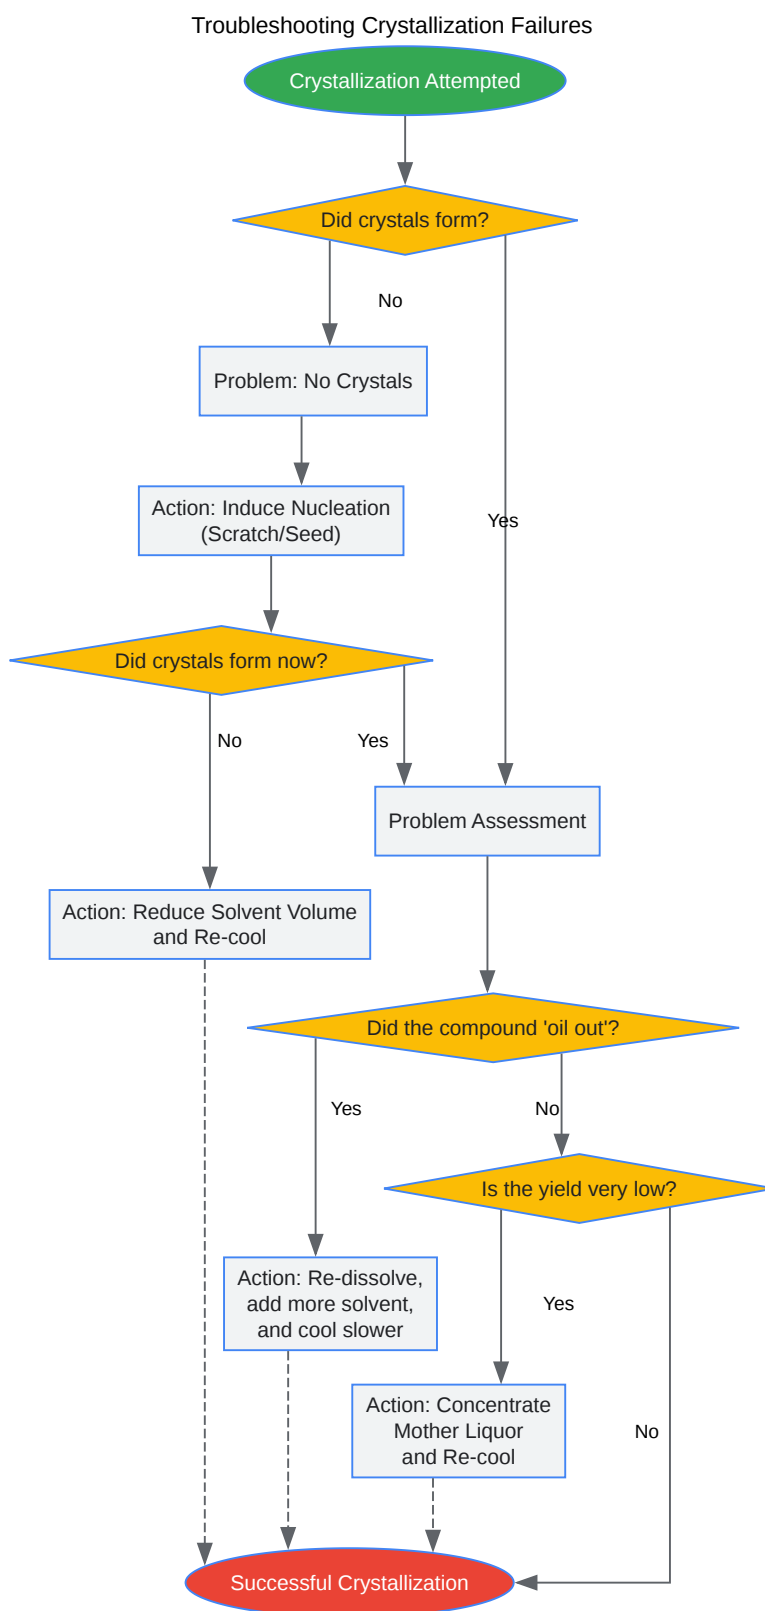 Troubleshooting Crystallization Failures
Crystallization Attempted
Did crystals form?
No
Problem: No Crystals
Action: Induce Nucleation
(Scratch/Seed)
Yes
Did crystals form now?
No
Yes
Problem Assessment
Action: Reduce Solvent Volume
and Re-cool
Did the compound 'oil out'?
Yes
No
Is the yield very low?
Action: Re-dissolve,
add more solvent,
and cool slower
Yes
Action: Concentrate
Mother Liquor
and Re-cool
No
Successful Crystallization